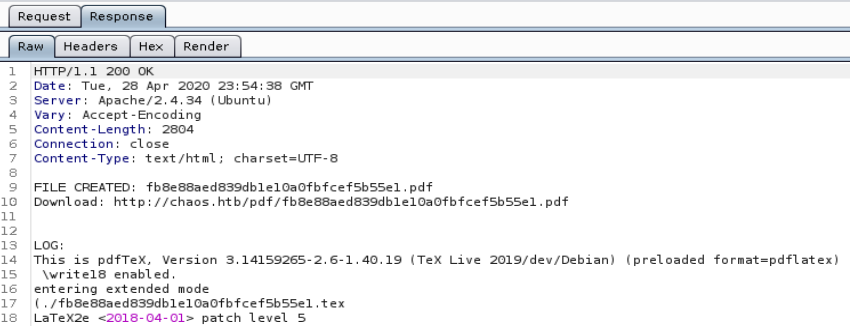 Request Response
Raw Headers Hex Render
1 HTTP/1.1 200 OK
2 Date: Tue, 28 Apr 2020 23:54:38 GMT
3 Server: Apache/2.4.34 (Ubuntu)
4 Vary: Accept-Encoding
5 Content-Length: 2804
6 Connection: close
7 Content-Type: text/html; charset=UTF-8
8
9 FILE CREATED: fb8e88aed839db1e10a0fbfcef5b55e1.pdf
10 Download: http://chaos.htb/pdf/fb8e88aed839db1e10a0fbfcef5b55e1.pdf
11
12
13 LOG:
14 This is pdfTeX, Version 3.14159265-2.6-1.40.19 (TeX Live 2019/dev/Debian) (preloaded format=pdflatex)
15 \write18 enabled.
16 entering extended mode
17 (./fb8e88aed839db1e10a0fbfcef5b55e1.tex
18 LaTeX2e <2018-04-01> patch level 5